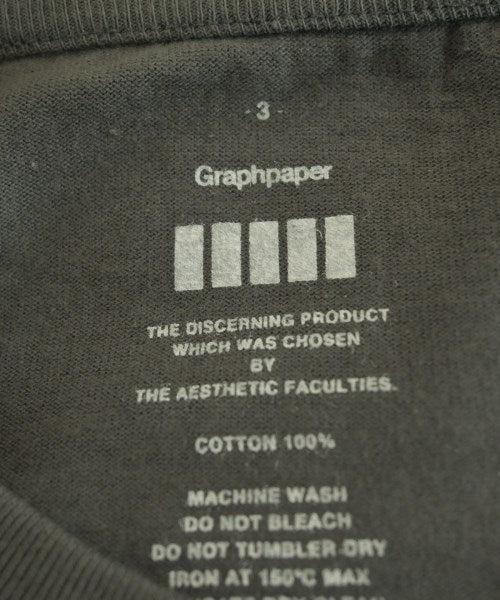 -3-
Graphpaper
THE DISCERNING PRODUCT
WHICH WAS CHOSEN
BY
THE AESTHETIC FACULTIES.
COTTON 100%
MACHINE WASH
DO NOT BLEACH
DO NOT TUMBLER DRY
IRON AT 150℃ MAX